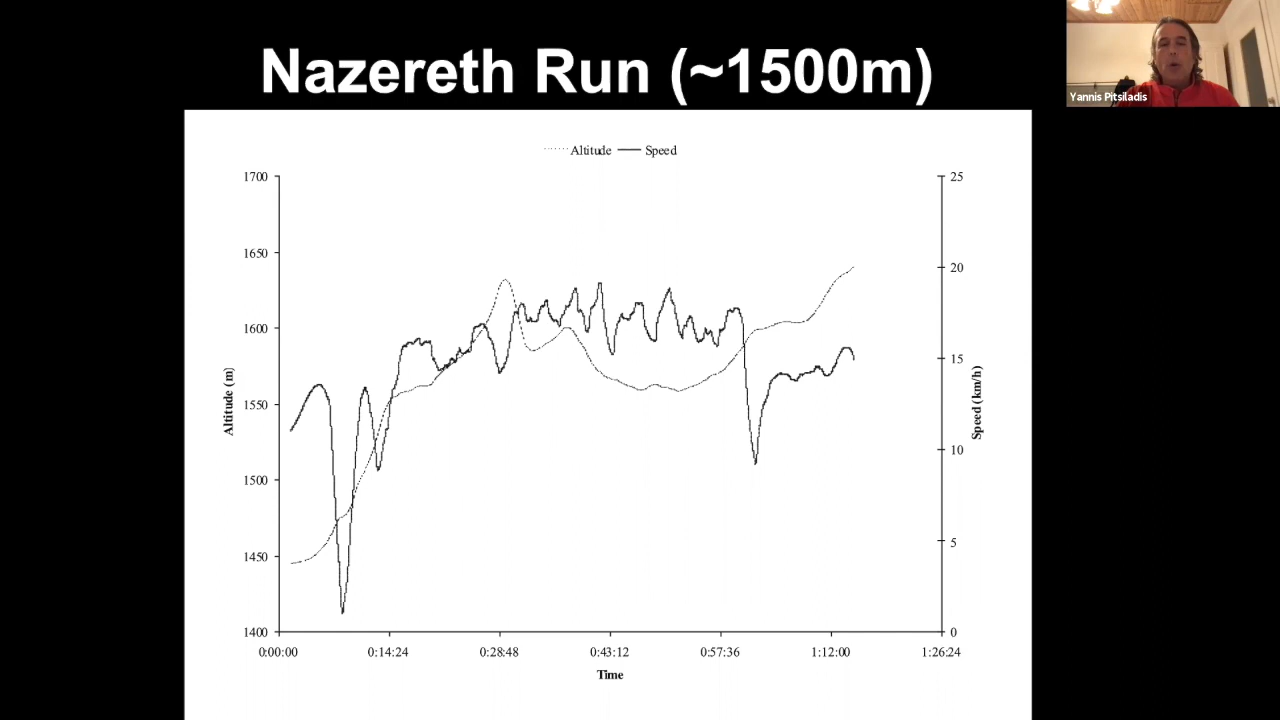 Nazereth Run (~1500m)
Yannis Pitsiladis
Altitude Speed
1700
1650
1600
1550
1500
1450
1400
Altitude (m)
25
20
15
10
5
0
Speed (km/h)
0:00:00 0:14:24 0:28:48 0:43:12 0:57:36 1:12:00 1:26:24
Time